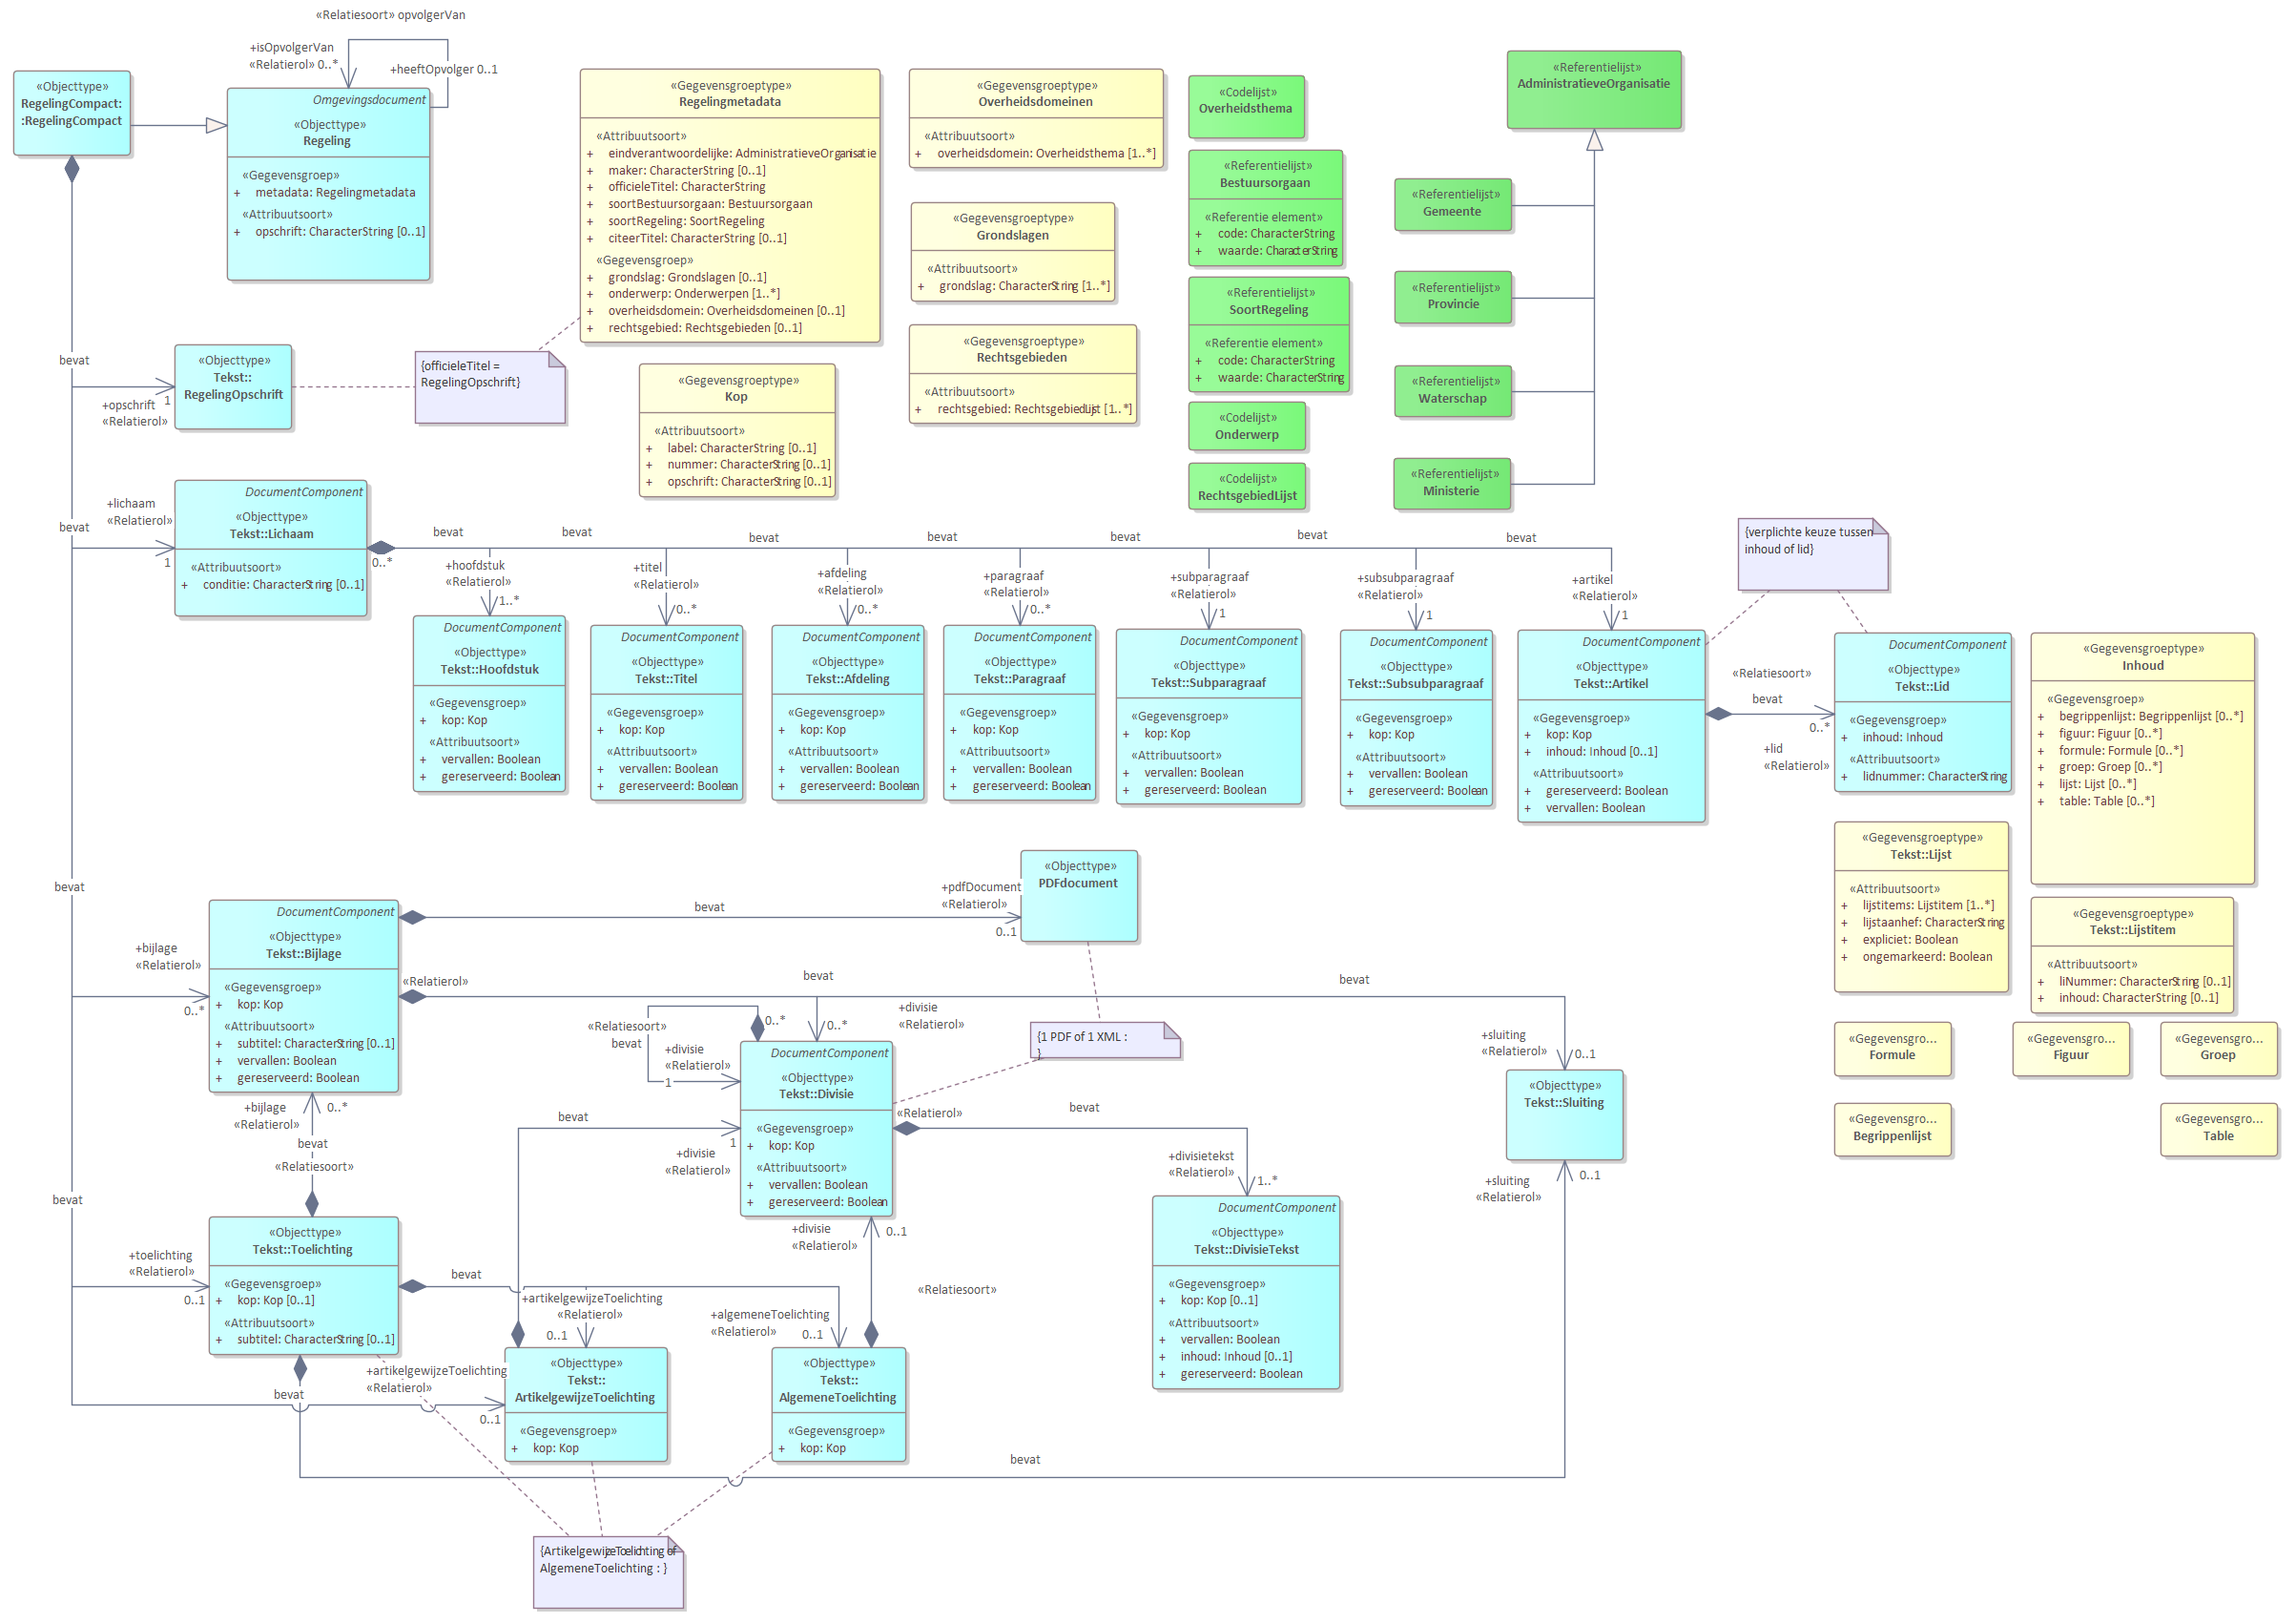 «Relatiesoort» opvolgerVan
+isOpvolgerVan
«Relatierol» 0..*
+heeftOpvolger 0..1
«Objecttype»
RegelingCompact:
:RegelingCompact
Omgevingsdocument
«Objecttype»
Regeling
«Gegevensgroep»
+ metadata: Regelingmetadata
«Attribuutsoort»
+ opschrift: CharacterString [0..1]
«Gegevensgroeptype»
Regelingmetadata
«Attribuutsoort»
+ eindverantwoordelijke: AdministratieveOrganisatie
+ maker: CharacterString [0..1]
+ officieleTitel: CharacterString
+ soortBestuursorgaan: Bestuursorgaan
+ soortRegeling: SoortRegeling
+ citeerTitel: CharacterString [0..1]
«Gegevensgroep»
+ grondslag: Grondslagen [0..1]
+ onderwerp: Onderwerpen [1..*]
+ overheidsdomein: Overheidsdomeinen [0..1]
+ rechtsgebied: Rechtsgebieden [0..1]
«Gegevensgroeptype»
Overheidsdomeinen
«Attribuutsoort»
+ overheidsdomein: Overheidsthema [1..*]
«Gegevensgroeptype»
Grondslagen
«Attribuutsoort»
+ grondslag: CharacterString [1..*]
«Gegevensgroeptype»
Rechtsgebieden
«Attribuutsoort»
+ rechtsgebied: RechtsgebiedLijst [1..*]
«Codelijst»
Overheidsthema
«Referentielijst»
Bestuursorgaan
«Referentie element»
+ code: CharacterString
+ waarde: CharacterString
«Referentielijst»
SoortRegeling
«Referentie element»
+ code: CharacterString
+ waarde: CharacterString
«Codelijst»
Onderwerp
«Codelijst»
RechtsgebiedLijst
«Referentielijst»
AdministratieveOrganisatie
«Referentielijst»
Gemeente
«Referentielijst»
Provincie
«Referentielijst»
Waterschap
«Referentielijst»
Ministerie
bevat
+opschrift 1
«Relatierol»
«Objecttype»
Tekst::
RegelingOpschrift
{officieleTitel =
RegelingOpschrift}
«Gegevensgroeptype»
Kop
«Attribuutsoort»
+ label: CharacterString [0..1]
+ nummer: CharacterString [0..1]
+ opschrift: CharacterString [0..1]
bevat
+lichaam
«Relatierol»
1
DocumentComponent
«Objecttype»
Tekst::Lichaam
«Attribuutsoort»
+ conditie: CharacterString [0..1]
0..*
bevat
bevat
bevat
bevat
bevat
bevat
bevat
+hoofdstuk
«Relatierol»
1..*
+titel
«Relatierol»
0..*
+afdeling
«Relatierol»
0..*
+paragraaf
«Relatierol»
0..*
+subparagraaf
«Relatierol»
1
+subsubparagraaf
«Relatierol»
1
+artikel
«Relatierol»
1
{verplichte keuze tussen
inhoud of lid}
DocumentComponent
«Objecttype»
Tekst::Hoofdstuk
«Gegevensgroep»
+ kop: Kop
«Attribuutsoort»
+ vervallen: Boolean
+ gereserveerd: Boolean
DocumentComponent
«Objecttype»
Tekst::Titel
«Gegevensgroep»
+ kop: Kop
«Attribuutsoort»
+ vervallen: Boolean
+ gereserveerd: Boolean
DocumentComponent
«Objecttype»
Tekst::Afdeling
«Gegevensgroep»
+ kop: Kop
«Attribuutsoort»
+ vervallen: Boolean
+ gereserveerd: Boolean
DocumentComponent
«Objecttype»
Tekst::Paragraaf
«Gegevensgroep»
+ kop: Kop
«Attribuutsoort»
+ vervallen: Boolean
+ gereserveerd: Boolean
DocumentComponent
«Objecttype»
Tekst::Subparagraaf
«Gegevensgroep»
+ kop: Kop
«Attribuutsoort»
+ vervallen: Boolean
+ gereserveerd: Boolean
DocumentComponent
«Objecttype»
Tekst::Subsubparagraaf
«Gegevensgroep»
+ kop: Kop
«Attribuutsoort»
+ vervallen: Boolean
+ gereserveerd: Boolean
DocumentComponent
«Objecttype»
Tekst::Artikel
«Gegevensgroep»
+ kop: Kop
+ inhoud: Inhoud [0..1]
«Attribuutsoort»
+ gereserveerd: Boolean
+ vervallen: Boolean
«Relatiesoort»
bevat
0..*
+lid
«Relatierol»
DocumentComponent
«Objecttype»
Tekst::Lid
«Gegevensgroep»
+ inhoud: Inhoud
«Attribuutsoort»
+ lidnummer: CharacterString
«Gegevensgroeptype»
Inhoud
«Gegevensgroep»
+ begrippenlijst: Begrippenlijst [0..*]
+ figuur: Figuur [0..*]
+ formule: Formule [0..*]
+ groep: Groep [0..*]
+ lijst: Lijst [0..*]
+ table: Table [0..*]
«Gegevensgroeptype»
Tekst::Lijst
«Attribuutsoort»
+ lijstitems: Lijstitem [1..*]
+ lijstaanhef: CharacterString
+ expliciet: Boolean
+ ongemarkeerd: Boolean
«Gegevensgroeptype»
Tekst::Lijstitem
«Attribuutsoort»
+ liNummer: CharacterString [0..1]
+ inhoud: CharacterString [0..1]
«Gegevensgro...
Formule
«Gegevensgro...
Figuur
«Gegevensgro...
Groep
«Gegevensgro...
Begrippenlijst
«Gegevensgro...
Table
bevat
+bijlage
«Relatierol»
0..*
DocumentComponent
«Objecttype»
Tekst::Bijlage
«Gegevensgroep»
+ kop: Kop
«Attribuutsoort»
+ subtitel: CharacterString [0..1]
+ vervallen: Boolean
+ gereserveerd: Boolean
bevat
+pdfDocument
«Relatierol»
0..1
«Objecttype»
PDFdocument
«Relatierol»
bevat
bevat
«Relatiesoort»
bevat
0..*
+divisie
«Relatierol»
1
0..*
+divisie
«Relatierol»
{1 PDF of 1 XML :
}
+sluiting
«Relatierol»
0..1
«Objecttype»
Tekst::Sluiting
+sluiting
«Relatierol»
0..1
DocumentComponent
«Objecttype»
Tekst::Divisie
«Gegevensgroep»
+ kop: Kop
«Attribuutsoort»
+ vervallen: Boolean
+ gereserveerd: Boolean
bevat
1
+divisie
«Relatierol»
«Relatierol»
bevat
+divisietekst
«Relatierol»
1..*
DocumentComponent
«Objecttype»
Tekst::DivisieTekst
«Gegevensgroep»
+ kop: Kop [0..1]
«Attribuutsoort»
+ vervallen: Boolean
+ inhoud: Inhoud [0..1]
+ gereserveerd: Boolean
+bijlage
«Relatierol»
0..*
bevat
«Relatiesoort»
bevat
+toelichting
«Relatierol»
0..1
«Objecttype»
Tekst::Toelichting
«Gegevensgroep»
+ kop: Kop [0..1]
«Attribuutsoort»
+ subtitel: CharacterString [0..1]
bevat
+divisie
«Relatierol»
0..1
«Relatiesoort»
+artikelgewijzeToelichting
«Relatierol»
0..1
+algemeneToelichting
«Relatierol»
0..1
+artikelgewijzeToelichting
«Relatierol»
0..1
bevat
«Objecttype»
Tekst::
ArtikelgewijzeToelichting
«Gegevensgroep»
+ kop: Kop
«Objecttype»
Tekst::
AlgemeneToelichting
«Gegevensgroep»
+ kop: Kop
bevat
{ArtikelgewijzeToelichting of
AlgemeneToelichting : }